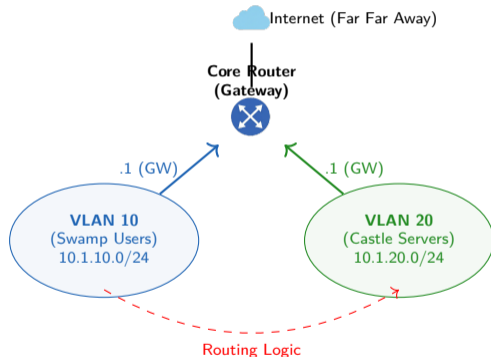 Internet (Far Far Away)
Core Router
(Gateway)
.1 (GW)
.1 (GW)
VLAN 10
(Swamp Users)
10.1.10.0/24
VLAN 20
(Castle Servers)
10.1.20.0/24
Routing Logic